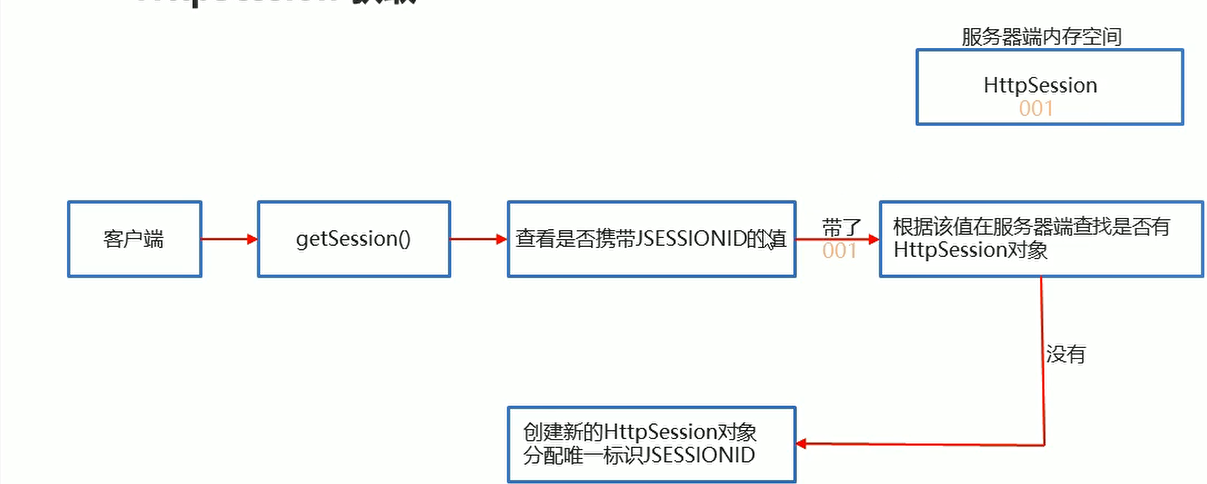 HttpSession 获取
服务器端内存空间
HttpSession
001
客户端
getSession()
查看是否携带JSESSIONID的值
带了
001
根据该值在服务器端查找是否有
HttpSession对象
没有
创建新的HttpSession对象
分配唯一标识JSESSIONID